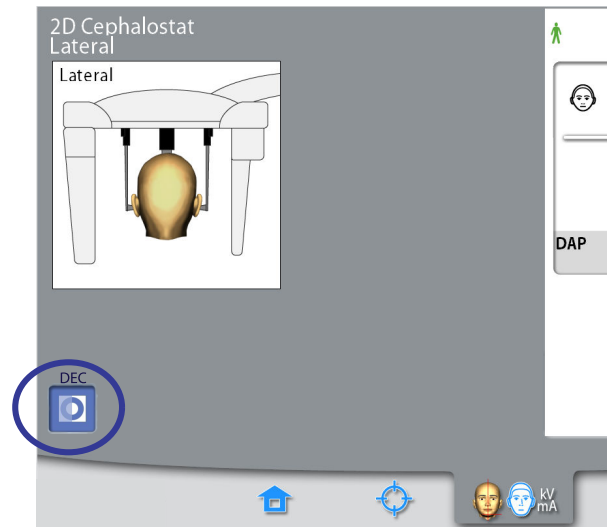 2D Cephalostat
Lateral
Lateral
DAP
DEC
kV
mA